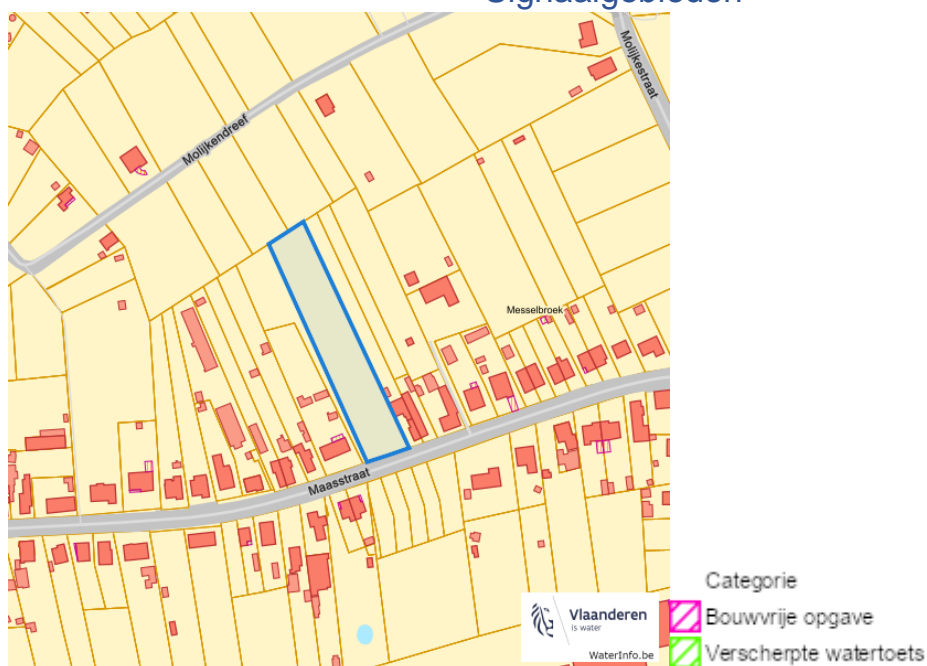 Signaalgebieden
Molijkestraat
Molijkendreef
Messelbroek
Maasstraat
Vlaanderen
is water
WaterInfo.be
Categorie
Bouwvrije opgave
Verscherpte watertoets